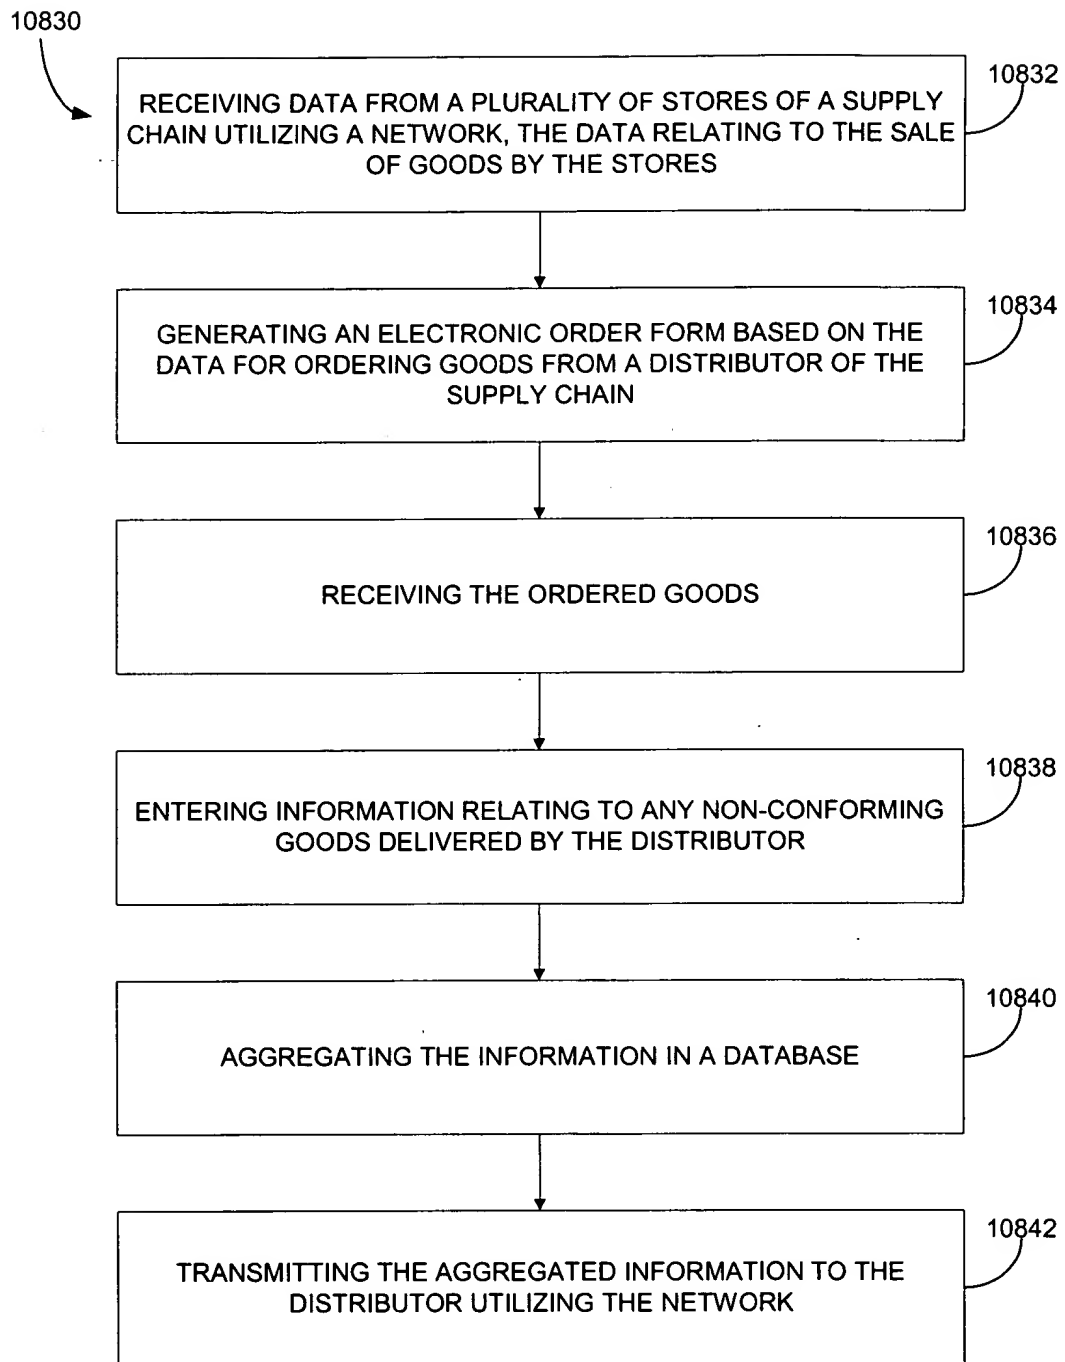 10830
10832
RECEIVING DATA FROM A PLURALITY OF STORES OF A SUPPLY
CHAIN UTILIZING A NETWORK, THE DATA RELATING TO THE SALE
OF GOODS BY THE STORES
10834
GENERATING AN ELECTRONIC ORDER FORM BASED ON THE
DATA FOR ORDERING GOODS FROM A DISTRIBUTOR OF THE
SUPPLY CHAIN
10836
RECEIVING THE ORDERED GOODS
10838
ENTERING INFORMATION RELATING TO ANY NON-CONFORMING
GOODS DELIVERED BY THE DISTRIBUTOR
10840
AGGREGATING THE INFORMATION IN A DATABASE
10842
TRANSMITTING THE AGGREGATED INFORMATION TO THE
DISTRIBUTOR UTILIZING THE NETWORK